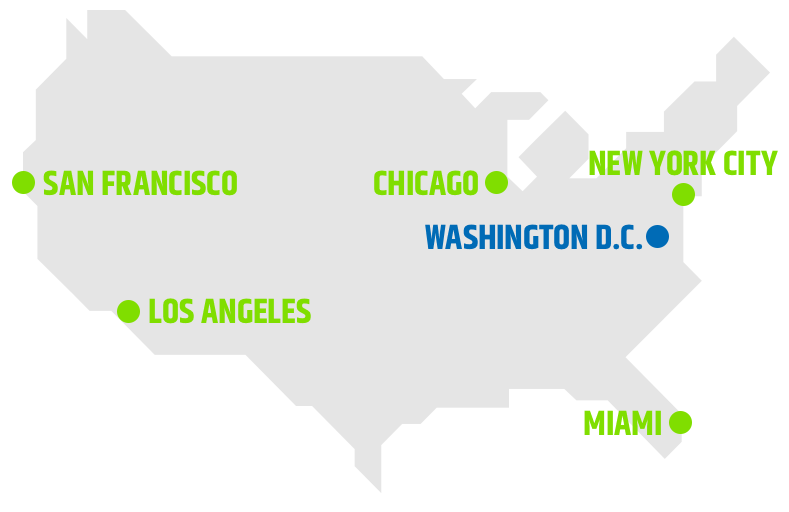 NEW YORK CITY
SAN FRANCISCO
CHICAGO
WASHINGTON D.C.
LOS ANGELES
MIAMI